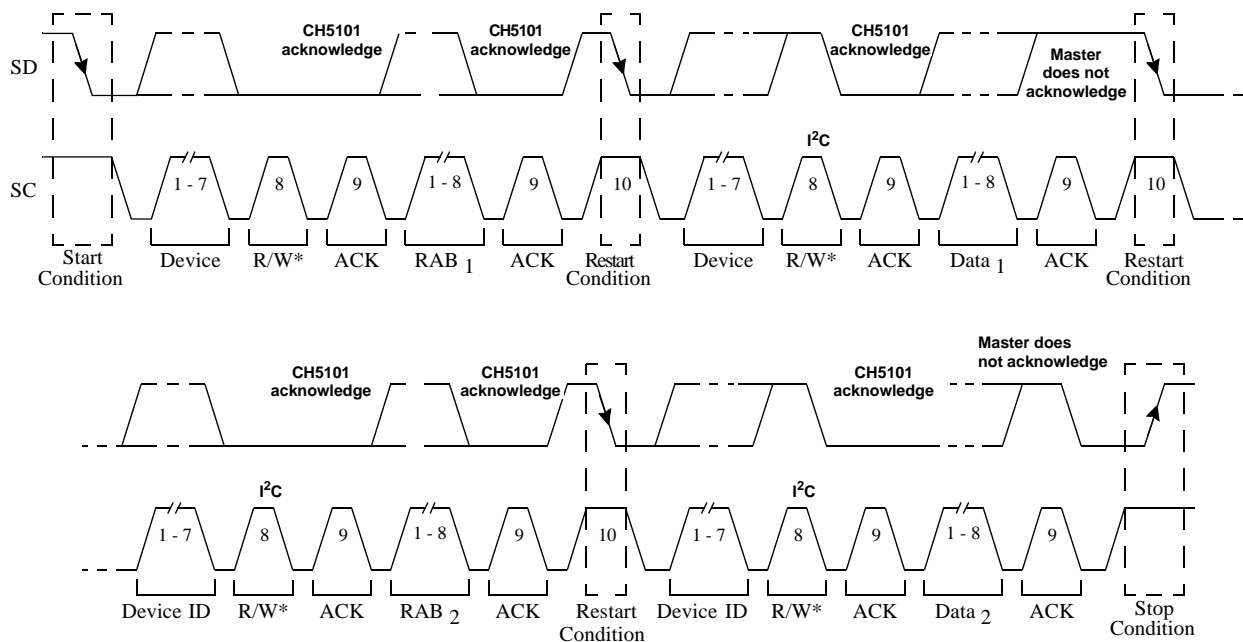 CH5101 acknowledge
CH5101 acknowledge
CH5101 acknowledge
Master does not acknowledge
SD
I²C
SC
1 - 7
8
9
1 - 8
9
10
1 - 7
8
9
1 - 8
9
10
Start Condition
Device
R/W*
ACK
RAB 1
ACK
Restart Condition
Device
R/W*
ACK
Data 1
ACK
Restart Condition
CH5101 acknowledge
CH5101 acknowledge
CH5101 acknowledge
Master does not acknowledge
I²C
I²C
1 - 7
8
9
1 - 8
9
10
1 - 7
8
9
1 - 8
9
Device ID
R/W*
ACK
RAB 2
ACK
Restart Condition
Device ID
R/W*
ACK
Data 2
ACK
Stop Condition